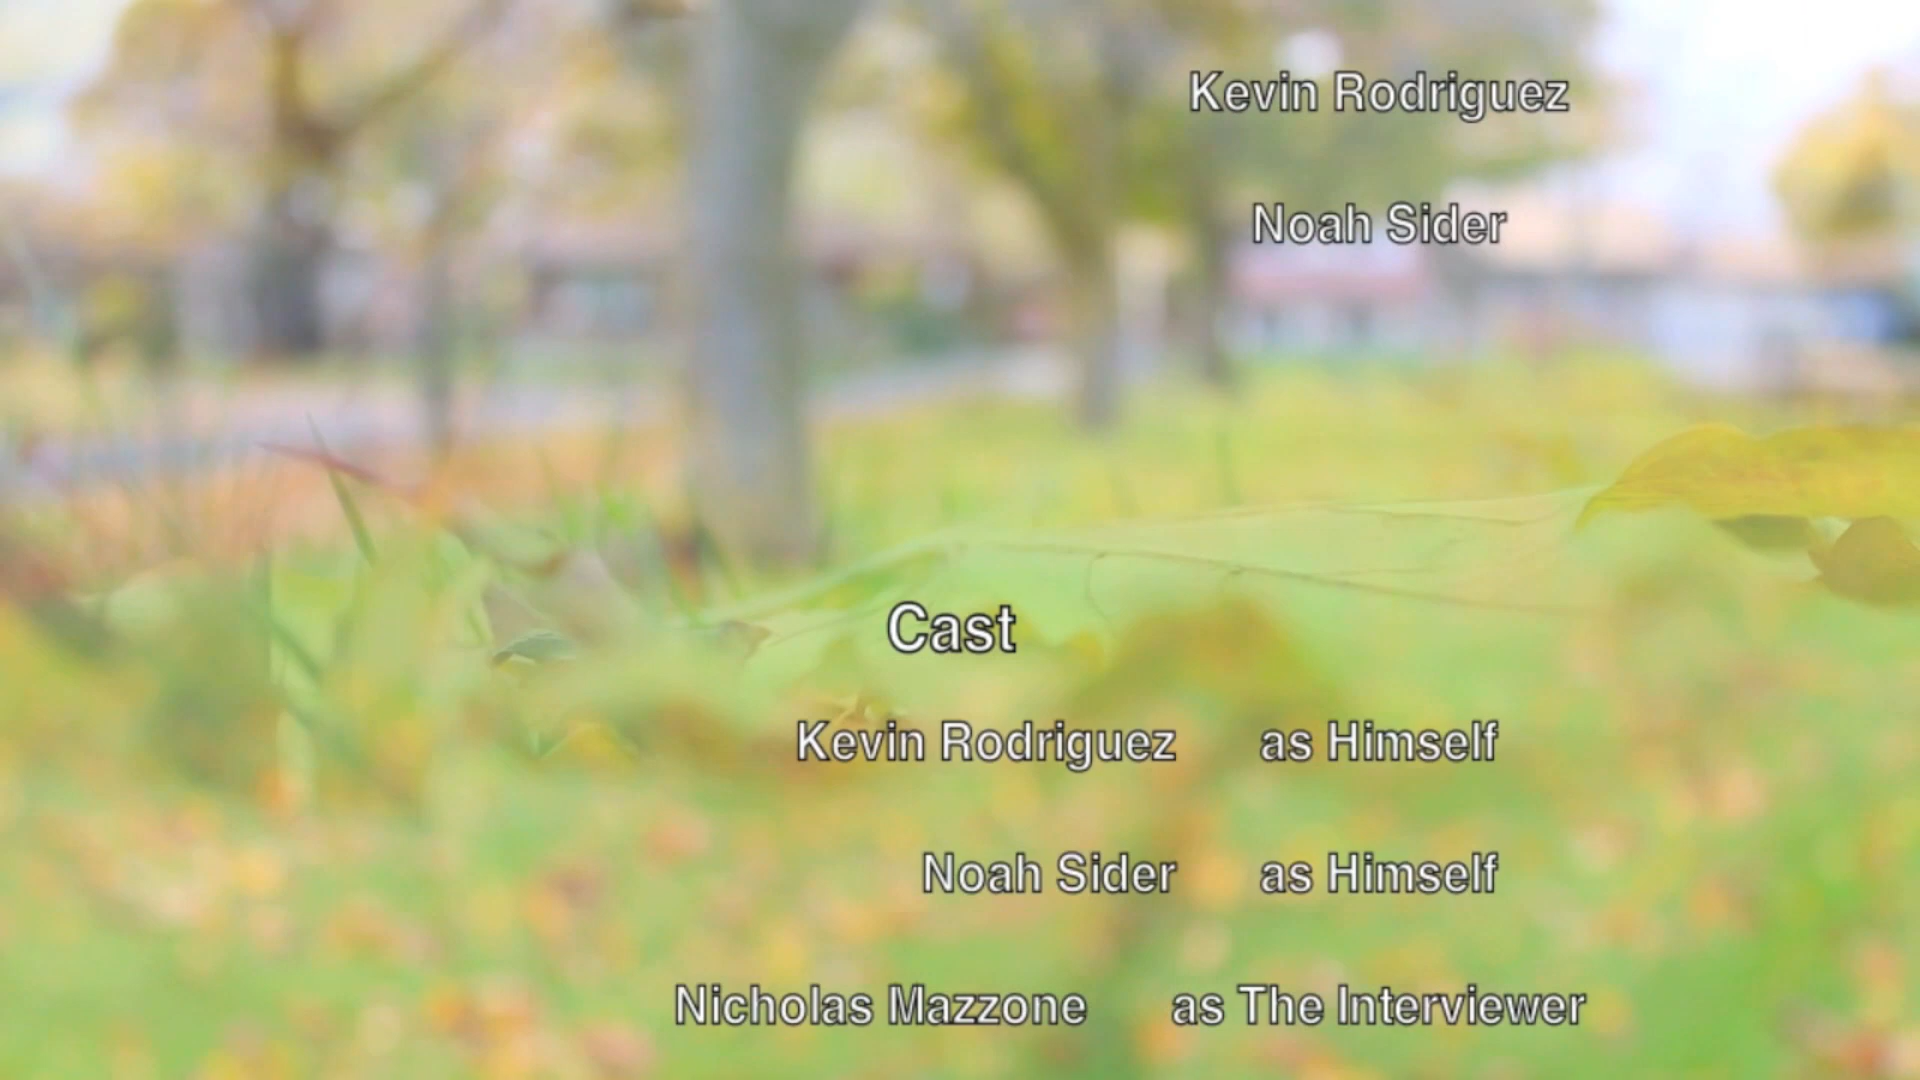 Kevin Rodriguez
Noah Sider
Cast
Kevin Rodriguez as Himself
Noah Sider as Himself
Nicholas Mazzone as The Interviewer